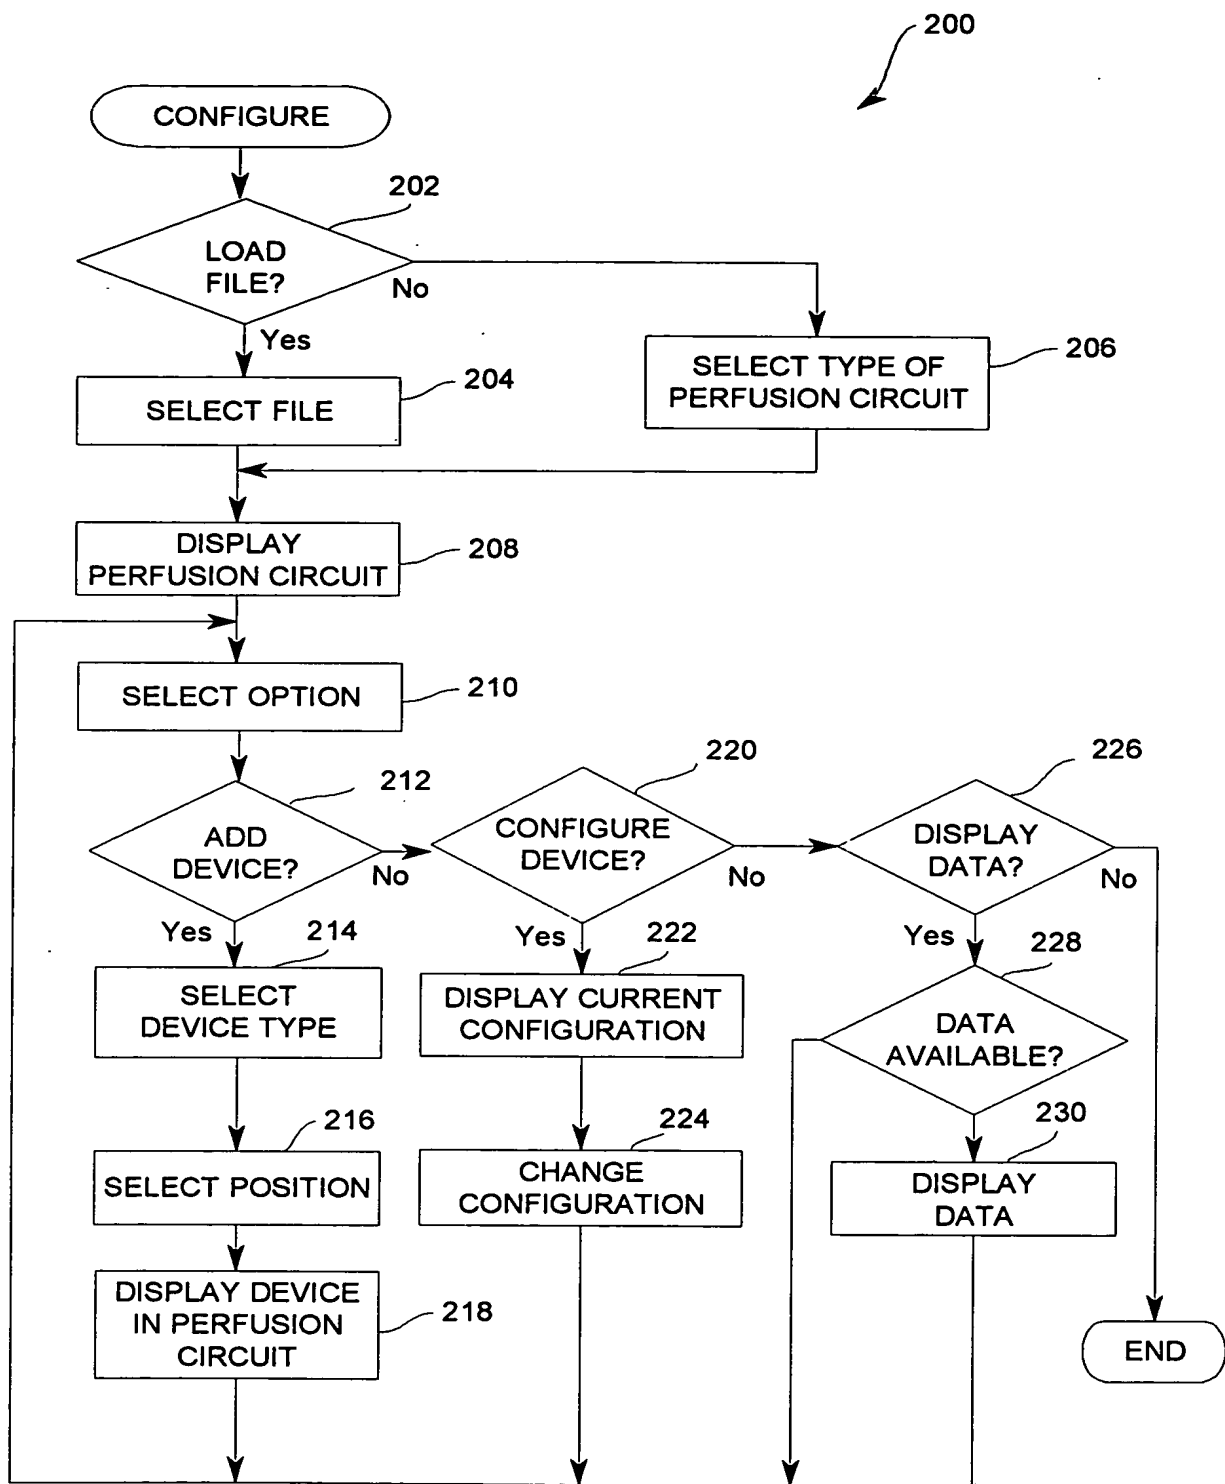 200
CONFIGURE
202
LOAD
FILE?
No
Yes
204
SELECT FILE
206
SELECT TYPE OF
PERFUSION CIRCUIT
208
DISPLAY
PERFUSION CIRCUIT
210
SELECT OPTION
212
ADD
DEVICE?
No
Yes
220
CONFIGURE
DEVICE?
No
Yes
226
DISPLAY
DATA?
No
Yes
214
SELECT
DEVICE TYPE
222
DISPLAY CURRENT
CONFIGURATION
228
DATA
AVAILABLE?
216
SELECT POSITION
224
CHANGE
CONFIGURATION
230
DISPLAY
DATA
218
DISPLAY DEVICE
IN PERFUSION
CIRCUIT
END